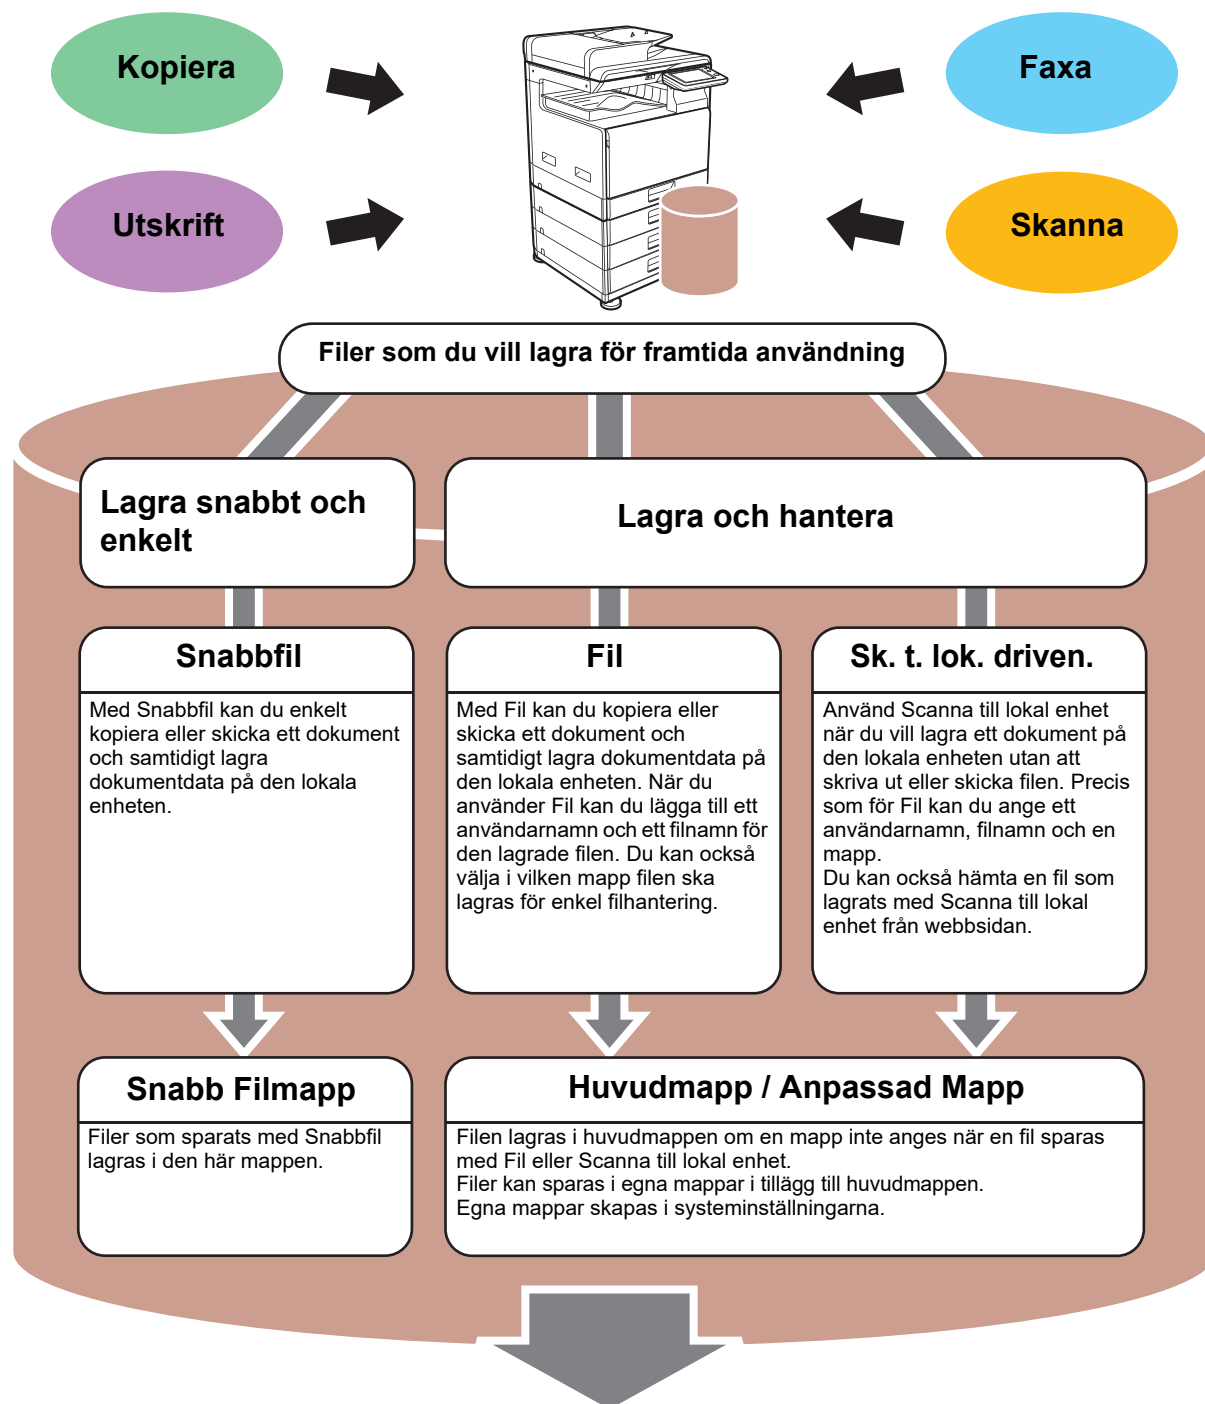 Kopiera
Faxa
Utskrift
Skanna
Filer som du vill lagra för framtida användning
Lagra snabbt och
enkelt
Lagra och hantera
Snabbfil
Med Snabbfil kan du enkelt
kopiera eller skicka ett dokument
och samtidigt lagra
dokumentdata på den lokala
enheten.
Fil
Med Fil kan du kopiera eller
skicka ett dokument och
samtidigt lagra dokumentdata på
den lokala enheten. När du
använder Fil kan du lägga till ett
användarnamn och ett filnamn för
den lagrade filen. Du kan också
välja i vilken mapp filen ska
lagras för enkel filhantering.
Sk. t. lok. driven.
Använd Scanna till lokal enhet
när du vill lagra ett dokument på
den lokala enheten utan att
skriva ut eller skicka filen. Precis
som för Fil kan du ange ett
användarnamn, filnamn och en
mapp.
Du kan också hämta en fil som
lagrats med Scanna till lokal
enhet från webbsidan.
Snabb Filmapp
Filer som sparats med Snabbfil
lagras i den här mappen.
Huvudmapp / Anpassad Mapp
Filen lagras i huvudmappen om en mapp inte anges när en fil sparas
med Fil eller Scanna till lokal enhet.
Filer kan sparas i egna mappar i tillägg till huvudmappen.
Egna mappar skapas i systeminställningarna.